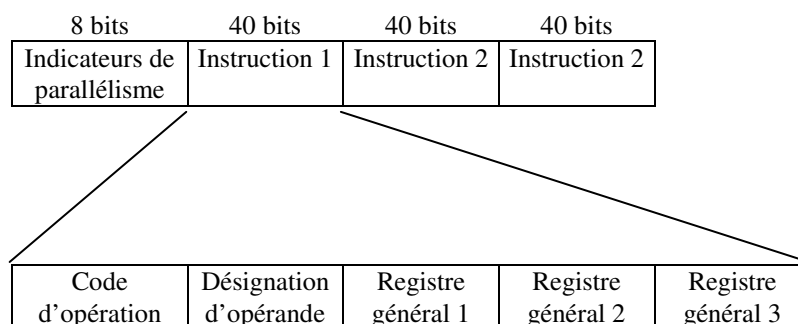 8 bits 40 bits 40 bits 40 bits
Indicateurs de Instruction 1 Instruction 2 Instruction 2
parallélisme
Code Désignation Registre Registre Registre
d'opération d'opérande général 1 général 2 général 3